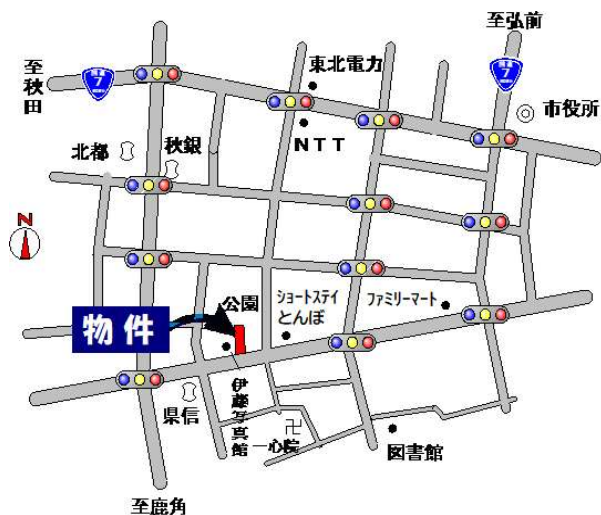 至弘前
至秋田
7
7
東北電力
市役所
NTT
北都
秋銀
N
公園
ショートステイ
とんぼ
ファミリーマート
物件
県信
伊藤写真館
卍
一心院
図書館
至鹿角